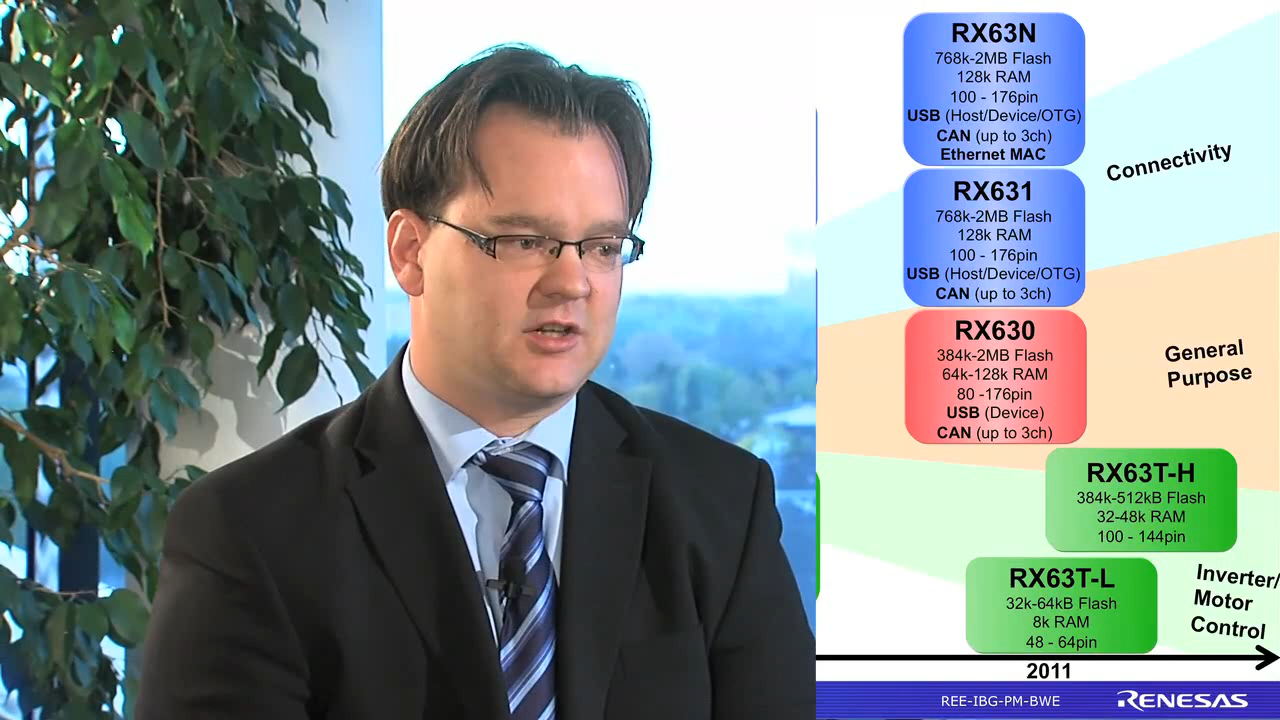 RX63N
768k-2MB Flash
128k RAM
100 - 176pin
USB (Host/Device/OTG)
CAN (up to 3ch)
Ethernet MAC
Connectivity
RX631
768k-2MB Flash
128k RAM
100 - 176pin
USB (Host/Device/OTG)
CAN (up to 3ch)
RX630
384k-2MB Flash
64k-128k RAM
80 -176pin
USB (Device)
CAN (up to 3ch)
General
Purpose
RX63T-H
384k-512kB Flash
32-48k RAM
100 - 144pin
RX63T-L
32k-64kB Flash
8k RAM
48 - 64pin
Inverter/
Motor
Control
2011
REE-IBG-PM-BWE
RENESAS